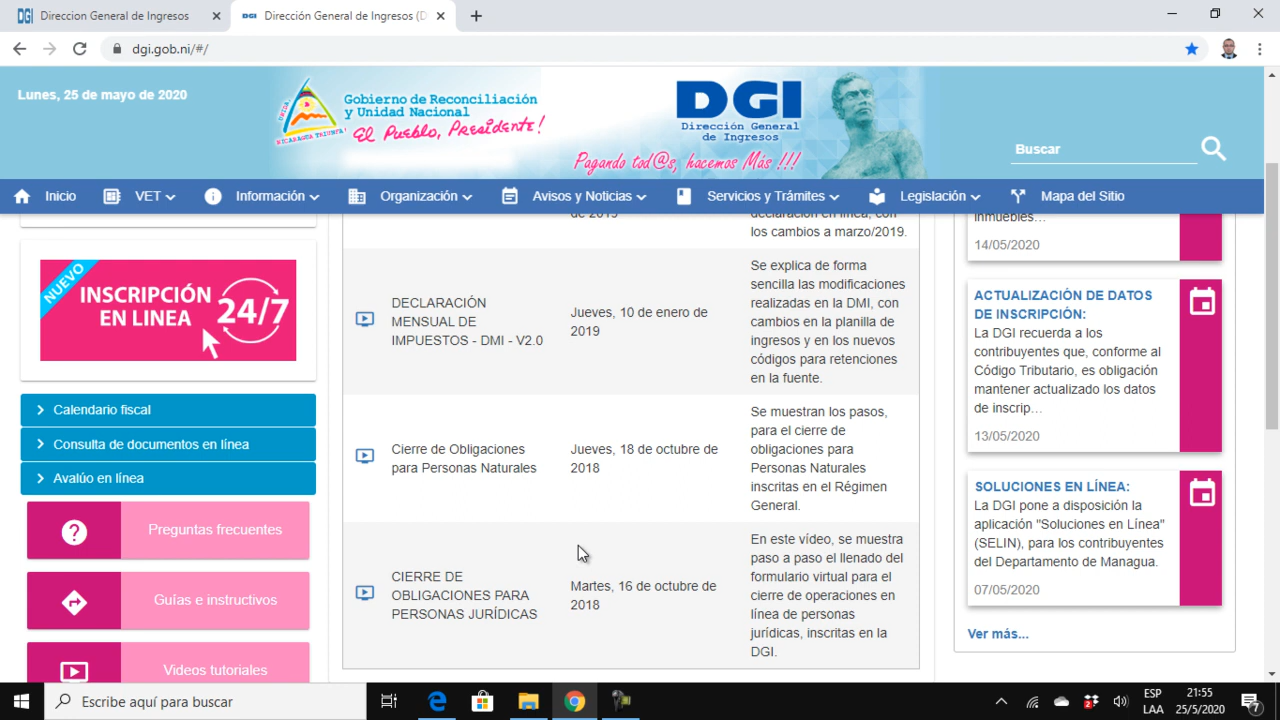 Direccion General de Ingresos
Dirección General de Ingresos (D
dgi.gob.ni/#/
Lunes, 25 de mayo de 2020
Gobierno de Reconciliación
y Unidad Nacional
El Pueblo, Presidente!
DGI
Dirección General
de Ingresos
Pagando tod@s, hacemos Más !!!
Buscar
Inicio
VET
Información
Organización
Avisos y Noticias
Servicios y Trámites
Legislación
Mapa del Sitio
NUEVO
INSCRIPCIÓN
EN LINEA
24/7
Calendario fiscal
Consulta de documentos en línea
Avalúo en línea
Preguntas frecuentes
Guías e instructivos
Videos tutoriales
de 2019
declaración en línea, con
los cambios a marzo/2019.
DECLARACIÓN
MENSUAL DE
IMPUESTOS - DMI - V2.0
Jueves, 10 de enero de
2019
Se explica de forma
sencilla las modificaciones
realizadas en la DMI, con
cambios en la planilla de
ingresos y en los nuevos
códigos para retenciones
en la fuente.
Cierre de Obligaciones
para Personas Naturales
Jueves, 18 de octubre de
2018
Se muestran los pasos,
para el cierre de
obligaciones para
Personas Naturales
inscritas en el Régimen
General.
CIERRE DE
OBLIGACIONES PARA
PERSONAS JURÍDICAS
Martes, 16 de octubre de
2018
En este vídeo, se muestra
paso a paso el llenado del
formulario virtual para el
cierre de operaciones en
línea de personas
jurídicas, inscritas en la
DGI.
inmuebles…
14/05/2020
ACTUALIZACIÓN DE DATOS
DE INSCRIPCIÓN:
La DGI recuerda a los
contribuyentes que, conforme al
Código Tributario, es obligación
mantener actualizado los datos
de inscrip…
13/05/2020
SOLUCIONES EN LÍNEA:
La DGI pone a disposición la
aplicación "Soluciones en Línea"
(SELIN), para los contribuyentes
del Departamento de Managua.
07/05/2020
Ver más...
Escribe aquí para buscar
ESP
LAA
21:55
25/5/2020
7